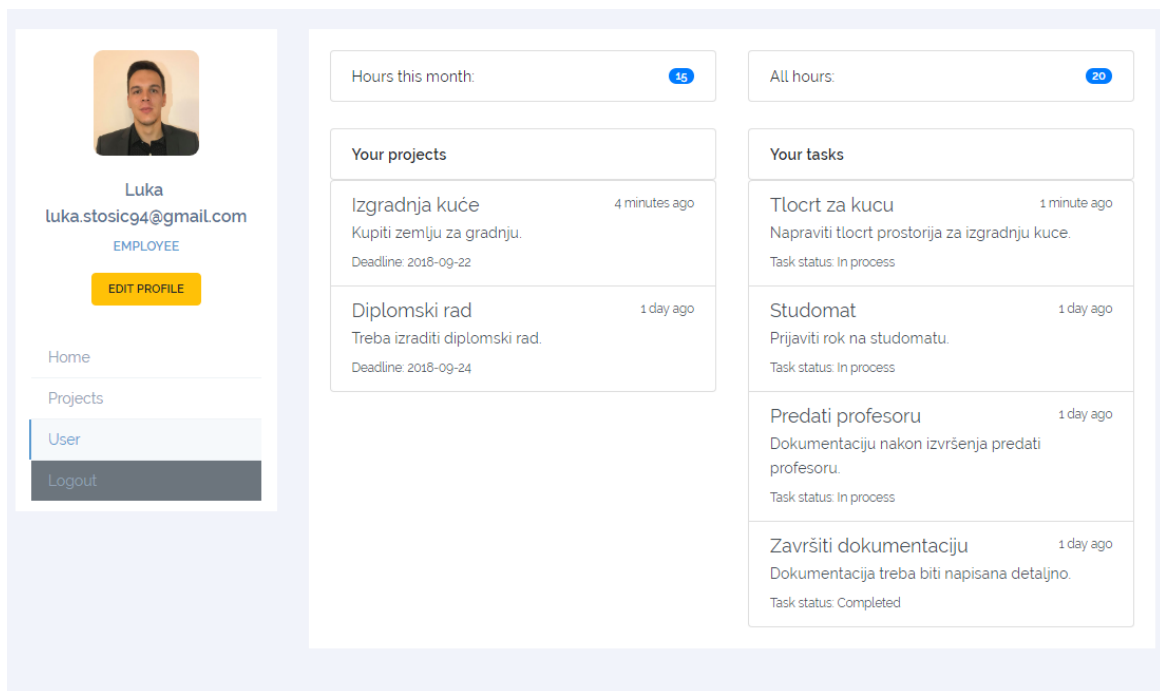 Luka
luka.stosic94@gmail.com
EMPLOYEE
EDIT PROFILE
Home
Projects
User
Logout
Hours this month: 15
All hours: 20
Your projects
Izgradnja kuće 4 minutes ago
Kupiti zemlju za gradnju.
Deadline: 2018-09-22
Diplomski rad 1 day ago
Treba izraditi diplomski rad.
Deadline: 2018-09-24
Your tasks
Tlocrt za kucu 1 minute ago
Napraviti tlocrt prostorija za izgradnju kuce.
Task status: In process
Studomat 1 day ago
Prijaviti rok na studomatu.
Task status: In process
Predati profesoru 1 day ago
Dokumentaciju nakon izvršenja predati
profesoru.
Task status: In process
Završiti dokumentaciju 1 day ago
Dokumentacija treba biti napisana detaljno.
Task status: Completed